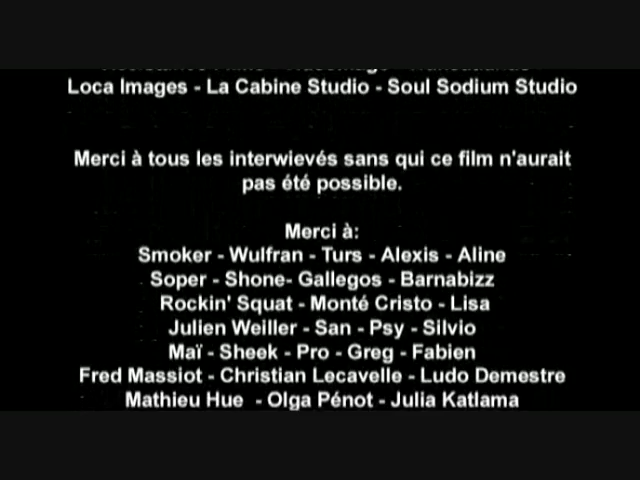 Loca Images - La Cabine Studio - Soul Sodium Studio
Merci à tous les interwievés sans qui ce film n'aurait
pas été possible.
Merci à:
Smoker - Wulfran - Turs - Alexis - Aline
Soper - Shone- Gallegos - Barnabizz
Rockin' Squat - Monté Cristo - Lisa
Julien Weiller - San - Psy - Silvio
Maï - Sheek - Pro - Greg - Fabien
Fred Massiot - Christian Lecavelle - Ludo Demestre
Mathieu Hue - Olga Pénot - Julia Katlama